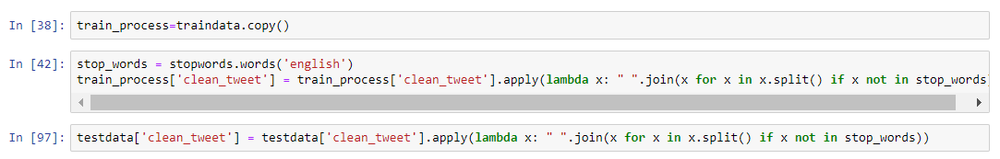 In [38]: train_process=traindata.copy()
In [42]: stop_words = stopwords.words('english')
train_process['clean_tweet'] = train_process['clean_tweet'].apply(lambda x: " ".join(x for x in x.split() if x not in stop_words)
In [97]: testdata['clean_tweet'] = testdata['clean_tweet'].apply(lambda x: " ".join(x for x in x.split() if x not in stop_words))